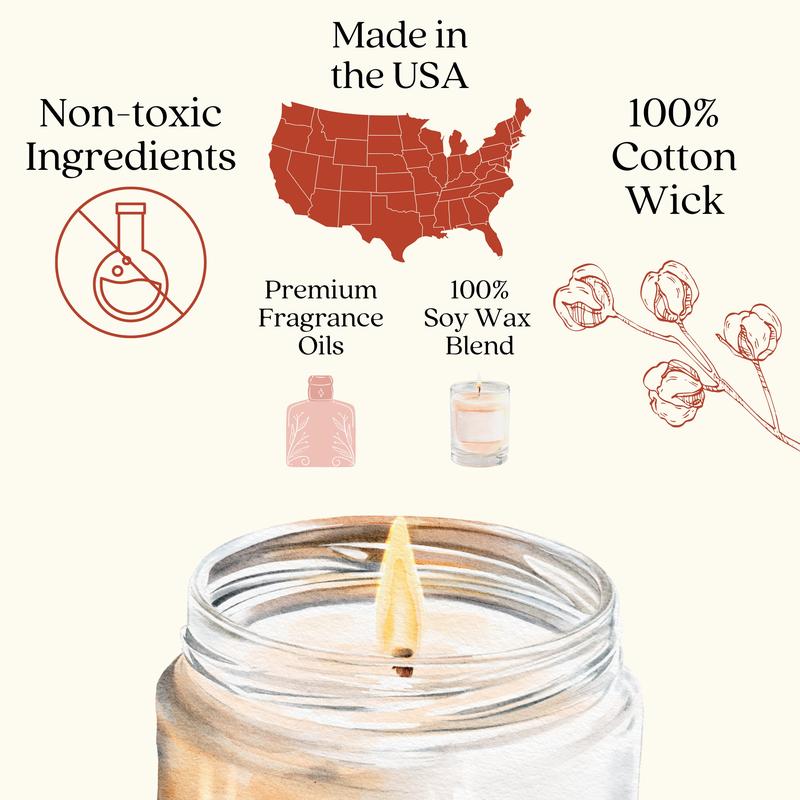 Made in
the USA
Non-toxic
Ingredients
100%
Cotton
Wick
Premium
Fragrance
Oils
100%
Soy Wax
Blend